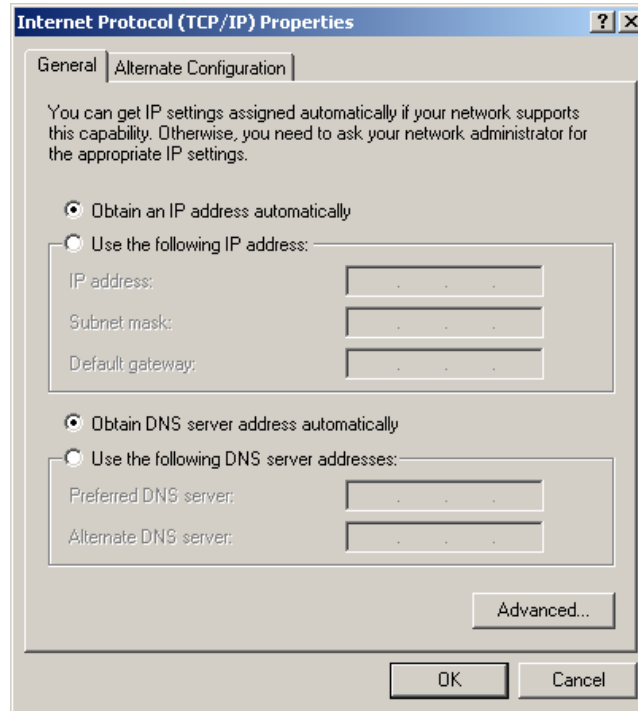 Internet Protocol (TCP/IP) Properties
General
Alternate Configuration
You can get IP settings assigned automatically if your network supports
this capability. Otherwise, you need to ask your network administrator for
the appropriate IP settings.
Obtain an IP address automatically
Use the following IP address:
IP address:
Subnet mask:
Default gateway:
Obtain DNS server address automatically
Use the following DNS server addresses:
Preferred DNS server:
Alternate DNS server:
Advanced...
OK
Cancel